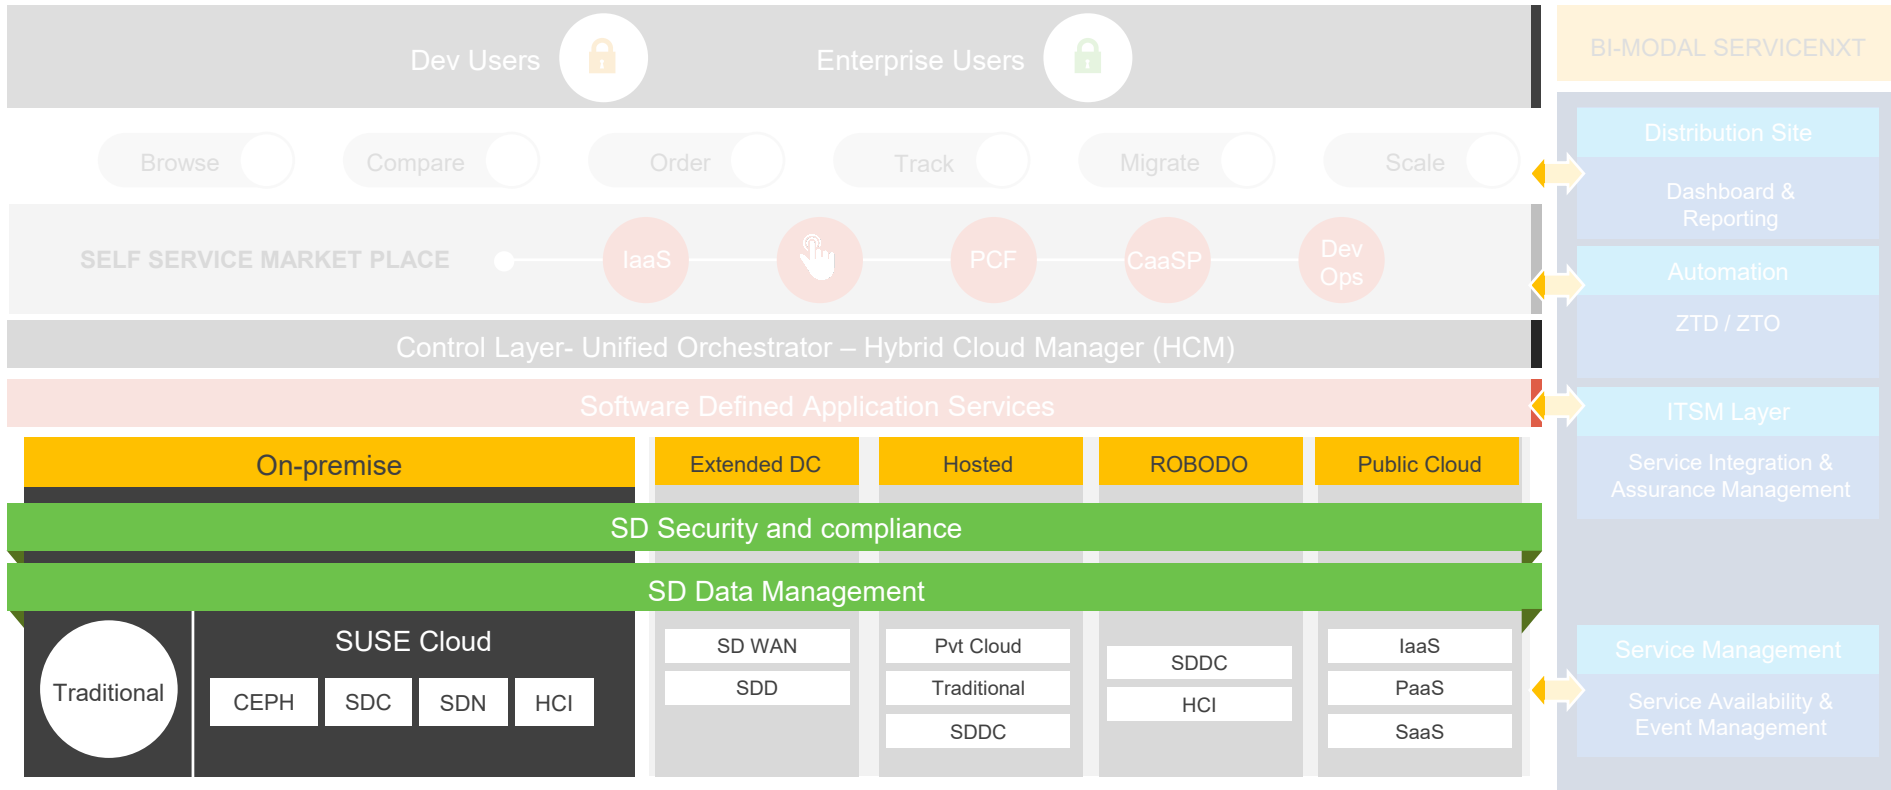 Dev Users
Enterprise Users
Browse
Compare
Order
Track
Migrate
Scale
SELF SERVICE MARKET PLACE
IaaS
PCF
CaaSP
Dev
Ops
Control Layer- Unified Orchestrator – Hybrid Cloud Manager (HCM)
Software Defined Application Services
On-premise
Extended DC
Hosted
ROBODO
Public Cloud
SD Security and compliance
SD Data Management
Traditional
SUSE Cloud
CEPH
SDC
SDN
HCI
SD WAN
SDD
Pvt Cloud
Traditional
SDDC
SDDC
HCI
IaaS
PaaS
SaaS
BI-MODAL SERVICENXT
Distribution Site
Dashboard &
Reporting
Automation
ZTD / ZTO
ITSM Layer
Service Integration &
Assurance Management
Service Management
Service Availability &
Event Management